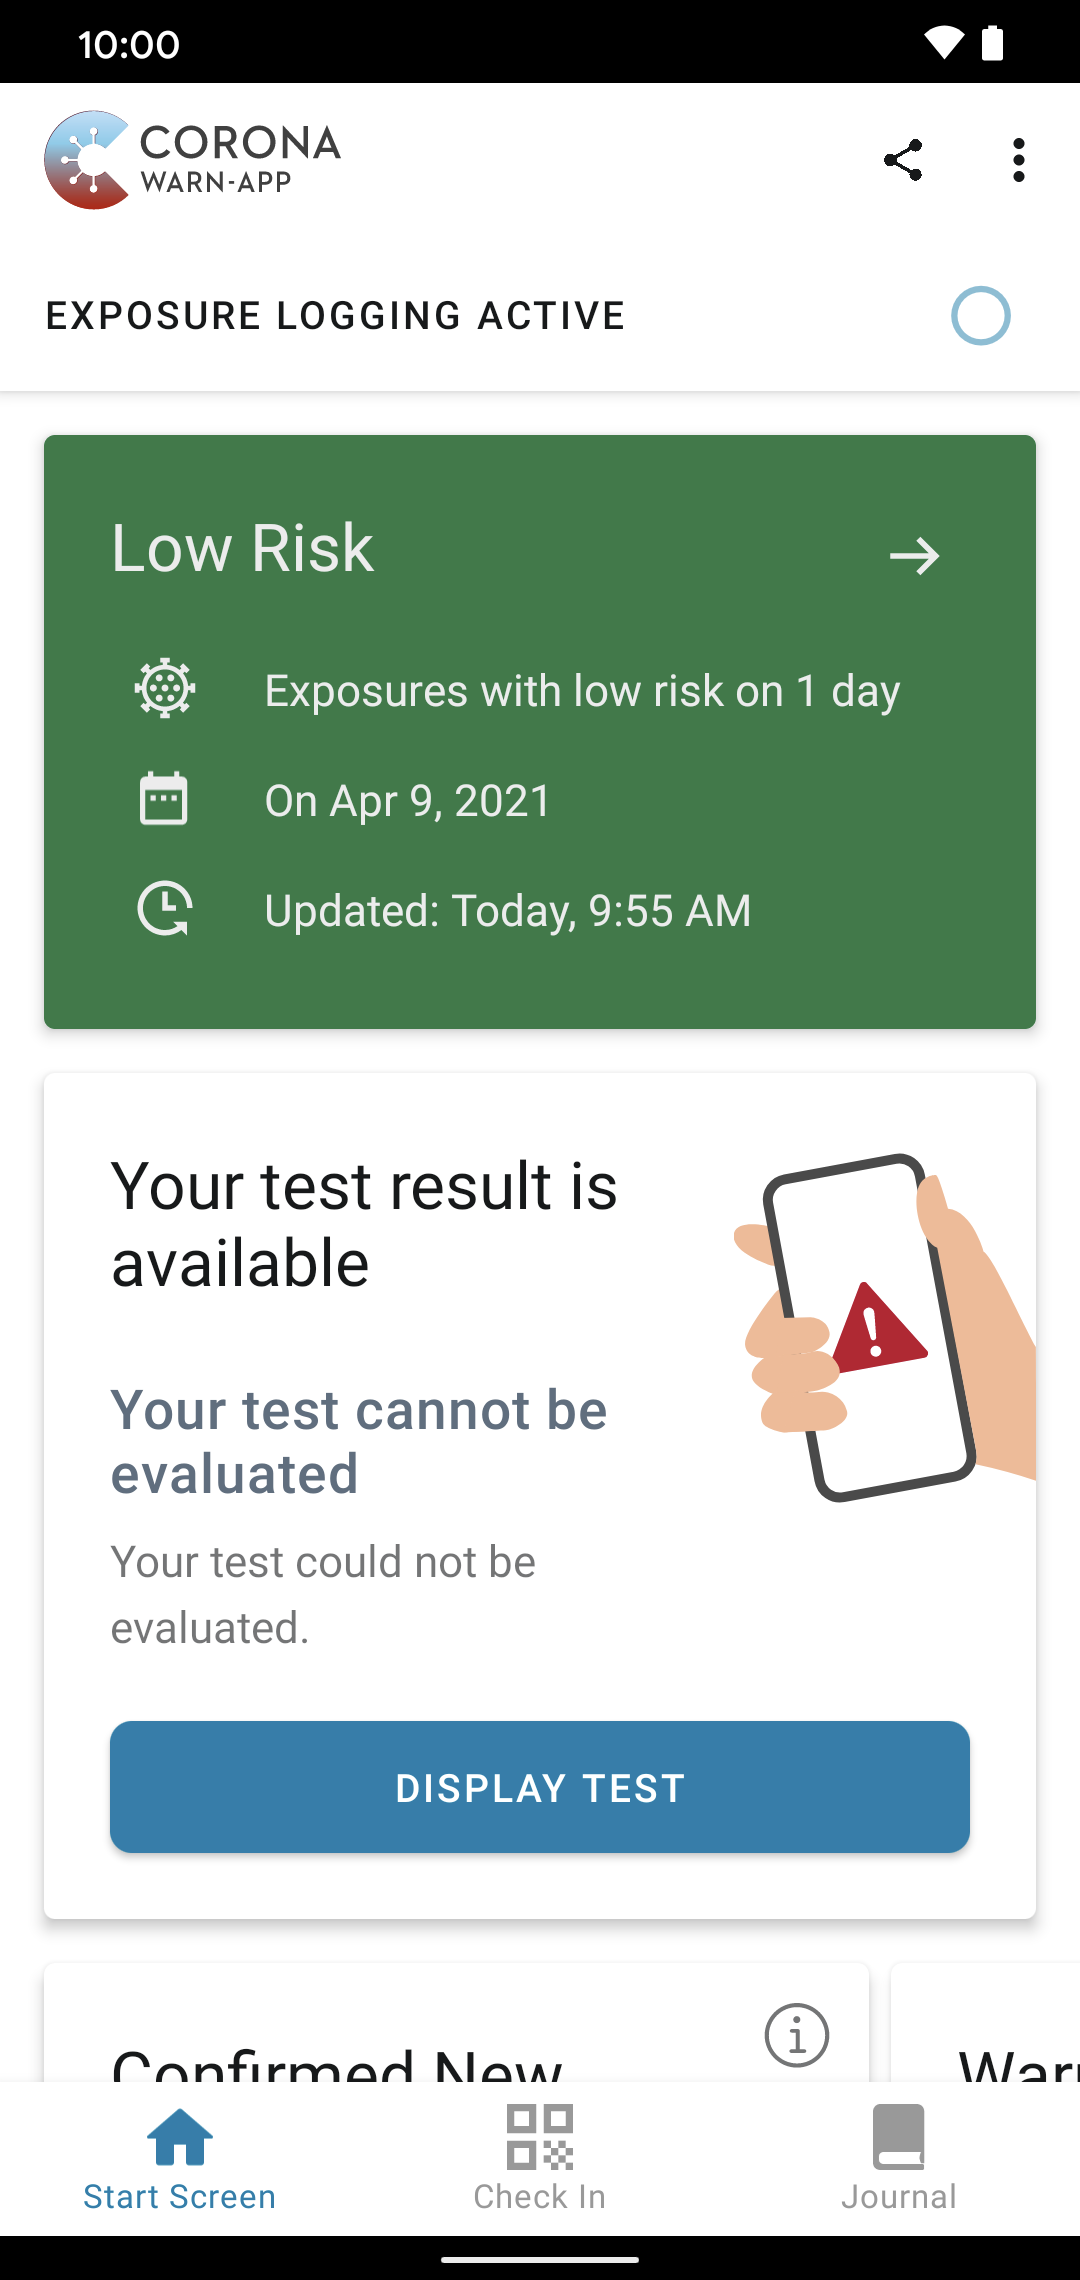 10:00
CORONA
WARN-APP
EXPOSURE LOGGING ACTIVE
Low Risk
Exposures with low risk on 1 day
On Apr 9, 2021
Updated: Today, 9:55 AM
Your test result is
available
Your test cannot be
evaluated
Your test could not be
evaluated.
DISPLAY TEST
Confirmed New
Start Screen
Check In
Journal